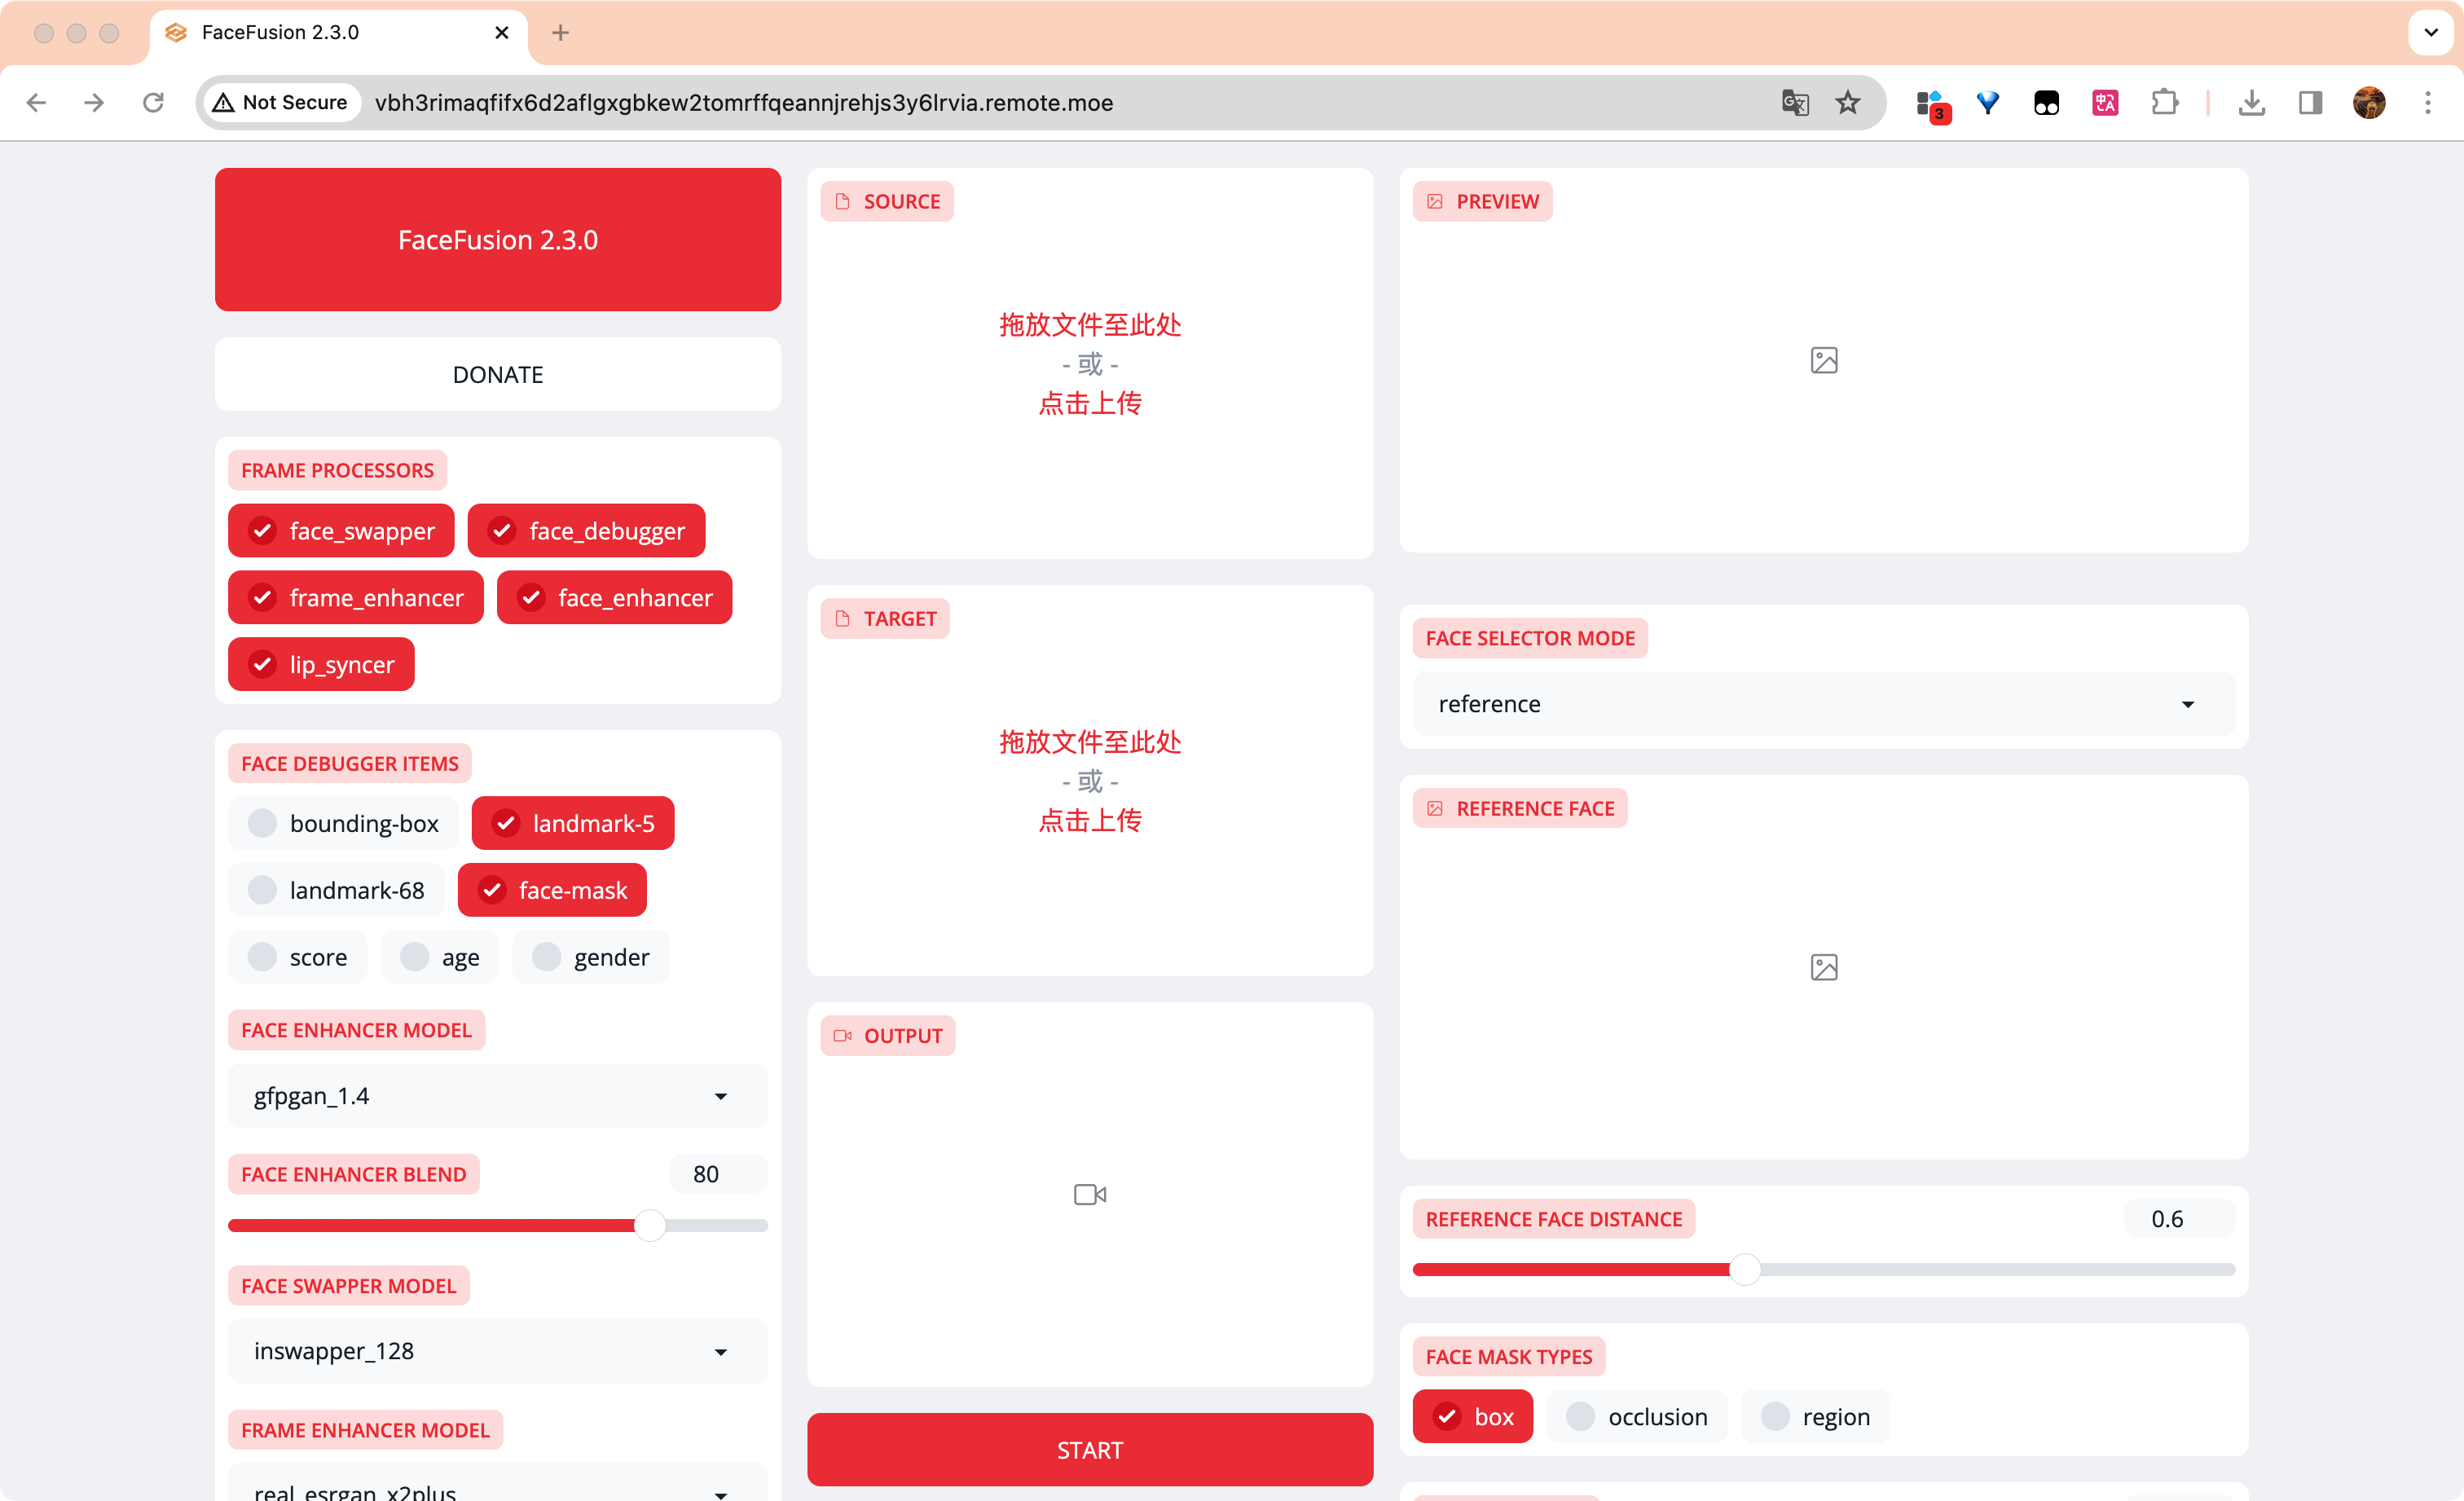 FaceFusion 2.3.0
Not Secure
vbh3rimaqfifx6d2aflgxgbkew2tomrffqeannjrehjs3y6lrvia.remote.moe
3
FaceFusion 2.3.0
DONATE
FRAME PROCESSORS
face_swapper
face_debugger
frame_enhancer
face_enhancer
lip_syncer
FACE DEBUGGER ITEMS
bounding-box
landmark-5
landmark-68
face-mask
score
age
gender
FACE ENHANCER MODEL
gfpgan_1.4
FACE ENHANCER BLEND
80
FACE SWAPPER MODEL
inswapper_128
FRAME ENHANCER MODEL
real_esrgan_x2plus
SOURCE
拖放文件至此处
- 或 -
点击上传
TARGET
拖放文件至此处
- 或 -
点击上传
OUTPUT
START
PREVIEW
FACE SELECTOR MODE
reference
REFERENCE FACE
REFERENCE FACE DISTANCE
0.6
FACE MASK TYPES
box
occlusion
region